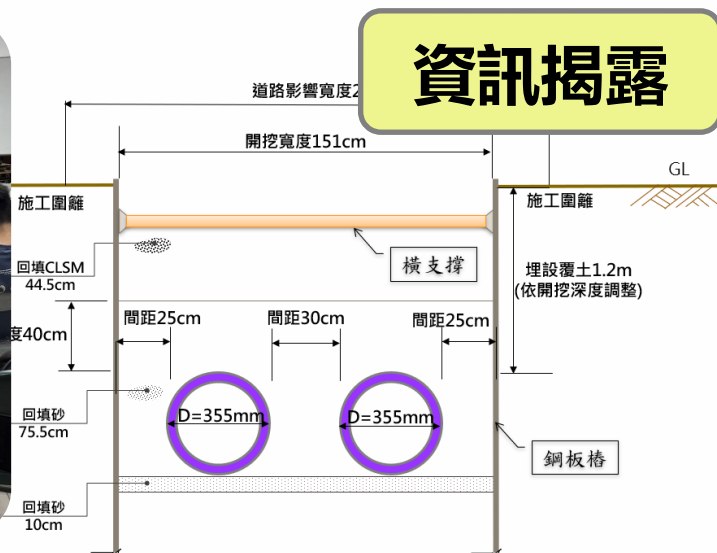 資訊揭露
道路影響寬度2
開挖寬度151cm
GL
施工圍籬
施工圍籬
橫支撐
回填CLSM
44.5cm
埋設覆土1.2m
(依開挖深度調整)
間距25cm
間距30cm
間距25cm
度40cm
D=355mm
D=355mm
回填砂
75.5cm
鋼板樁
回填砂
10cm